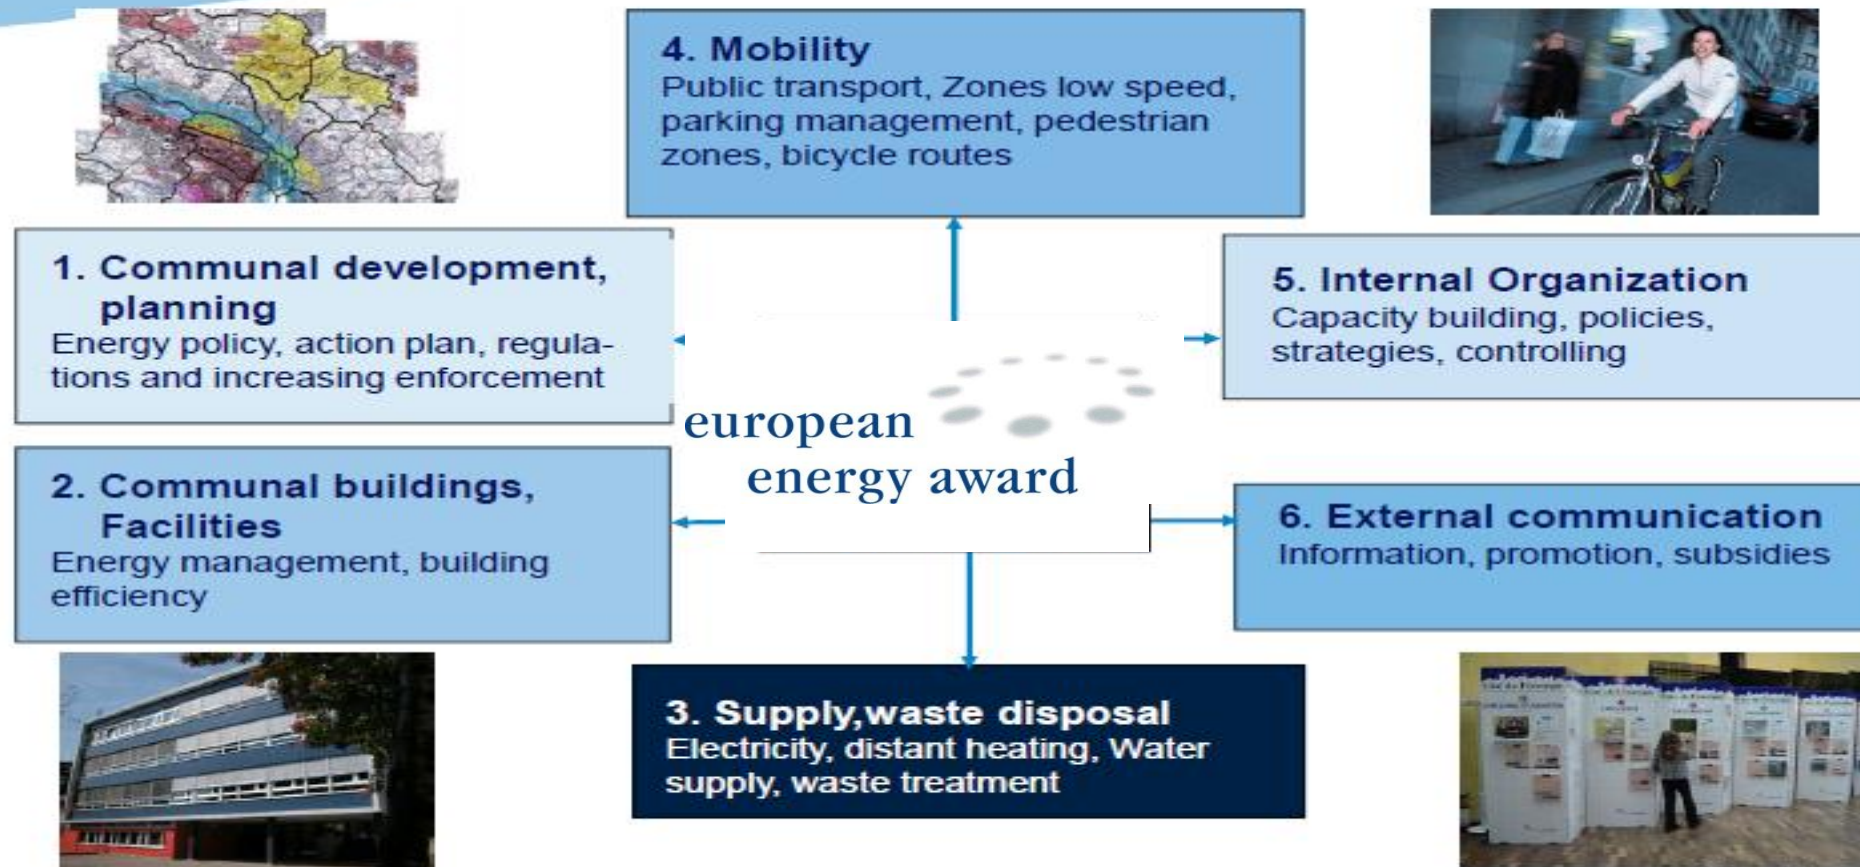 4. Mobility
Public transport, Zones low speed,
parking management, pedestrian
zones, bicycle routes
1. Communal development,
planning
Energy policy, action plan, regula-
tions and increasing enforcement
5. Internal Organization
Capacity building, policies,
strategies, controlling
european
energy award
2. Communal buildings,
Facilities
Energy management, building
efficiency
6. External communication
Information, promotion, subsidies
3. Supply,waste disposal
Electricity, distant heating, Water
supply, waste treatment